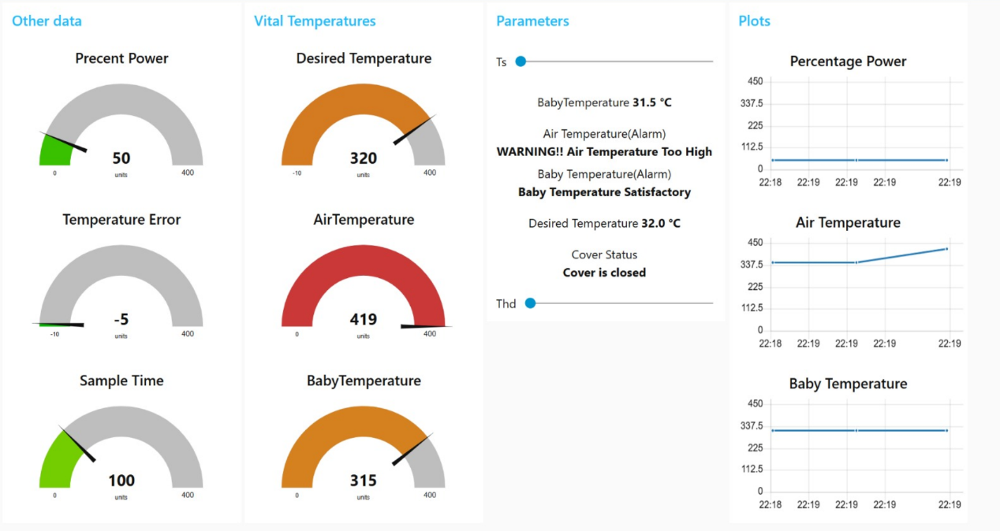 Other data
Precent Power
50
units
0
400
Temperature Error
-5
units
-10
400
Sample Time
100
units
0
400
Vital Temperatures
Desired Temperature
320
units
-10
400
AirTemperature
419
units
0
400
BabyTemperature
315
units
0
400
Parameters
Ts
BabyTemperature 31.5 °C
Air Temperature(Alarm)
WARNING!! Air Temperature Too High
Baby Temperature(Alarm)
Baby Temperature Satisfactory
Desired Temperature 32.0 °C
Cover Status
Cover is closed
Thd
Plots
Percentage Power
450
337.5
225
112.5
0
22:18 22:19 22:19 22:19 22:19
Air Temperature
450
337.5
225
112.5
0
22:18 22:19 22:19 22:19 22:19
Baby Temperature
450
337.5
225
112.5
0
22:18 22:19 22:19 22:19 22:19